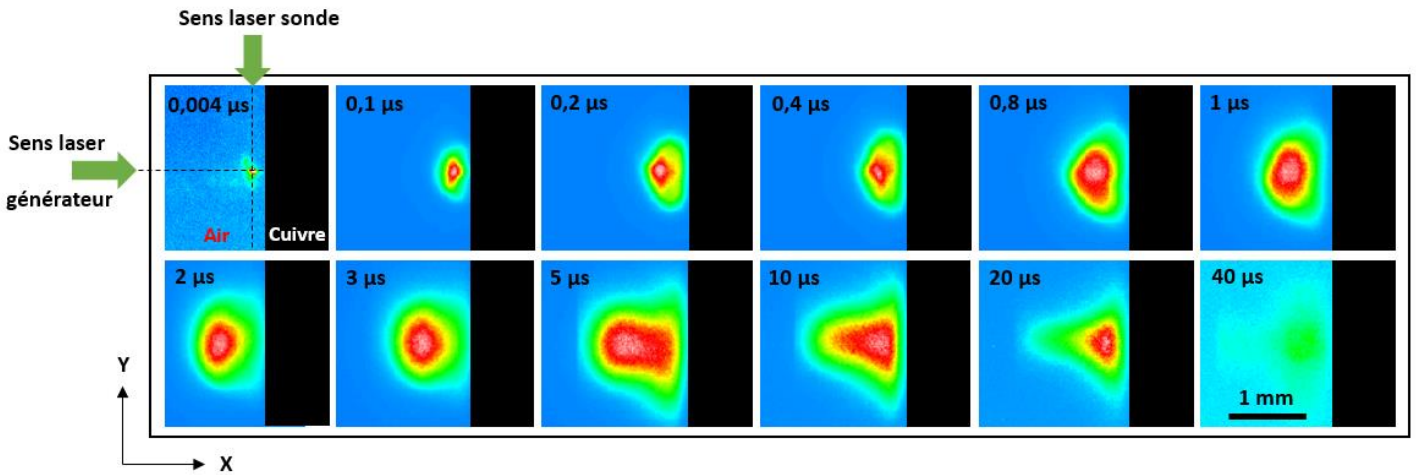 Sens laser sonde
Sens laser
générateur
0,004 μs
0,1 μs
0,2 μs
0,4 μs
0,8 μs
1 μs
Air
Cuivre
2 μs
3 μs
5 μs
10 μs
20 μs
40 μs
1 mm
Y
X